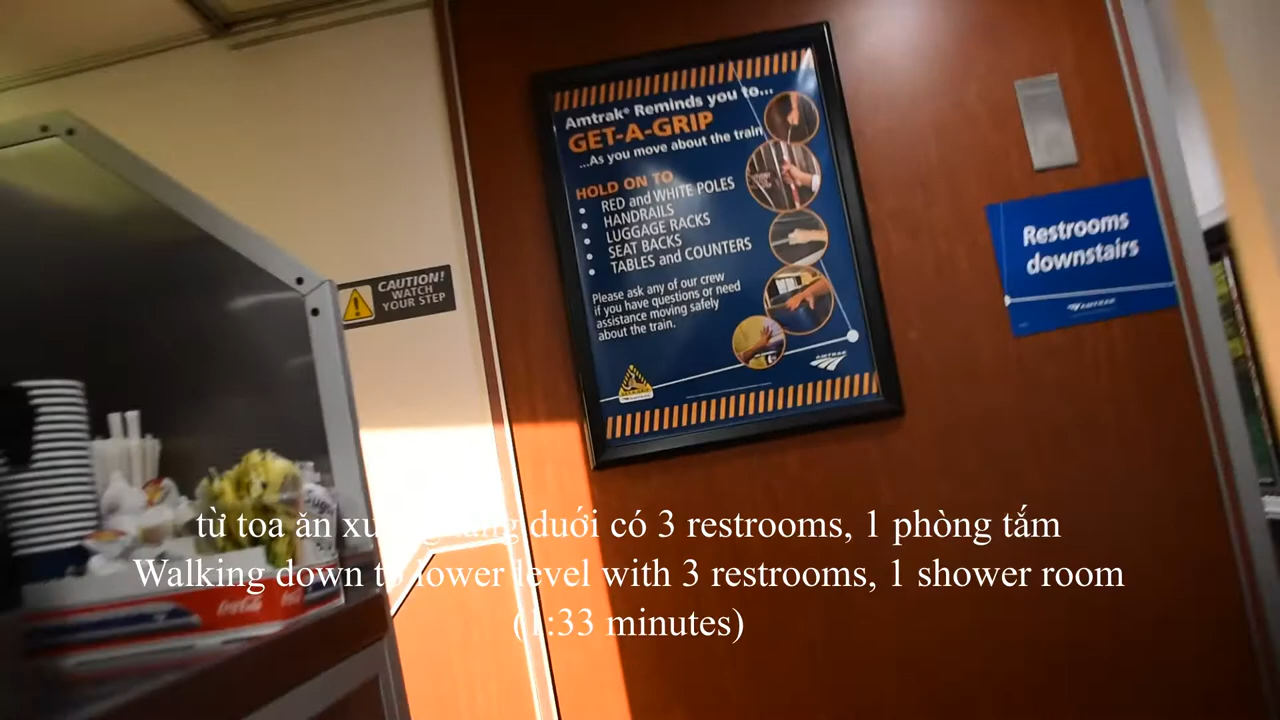 Amtrak® Reminds you to...
GET-A-GRIP
...As you move about the train
HOLD ON TO
• RED and WHITE POLES
• HANDRAILS
• LUGGAGE RACKS
• SEAT BACKS
• TABLES and COUNTERS
Please ask any of our crew
if you have questions or need
assistance moving safely
about the train.
AMTRAK
Restrooms
downstairs
AMTRAK
CAUTION!
WATCH
YOUR STEP
Coca-Cola
từ toa ăn xuống tầng duới có 3 restrooms, 1 phòng tắm
Walking down to lower level with 3 restrooms, 1 shower room
(1:33 minutes)